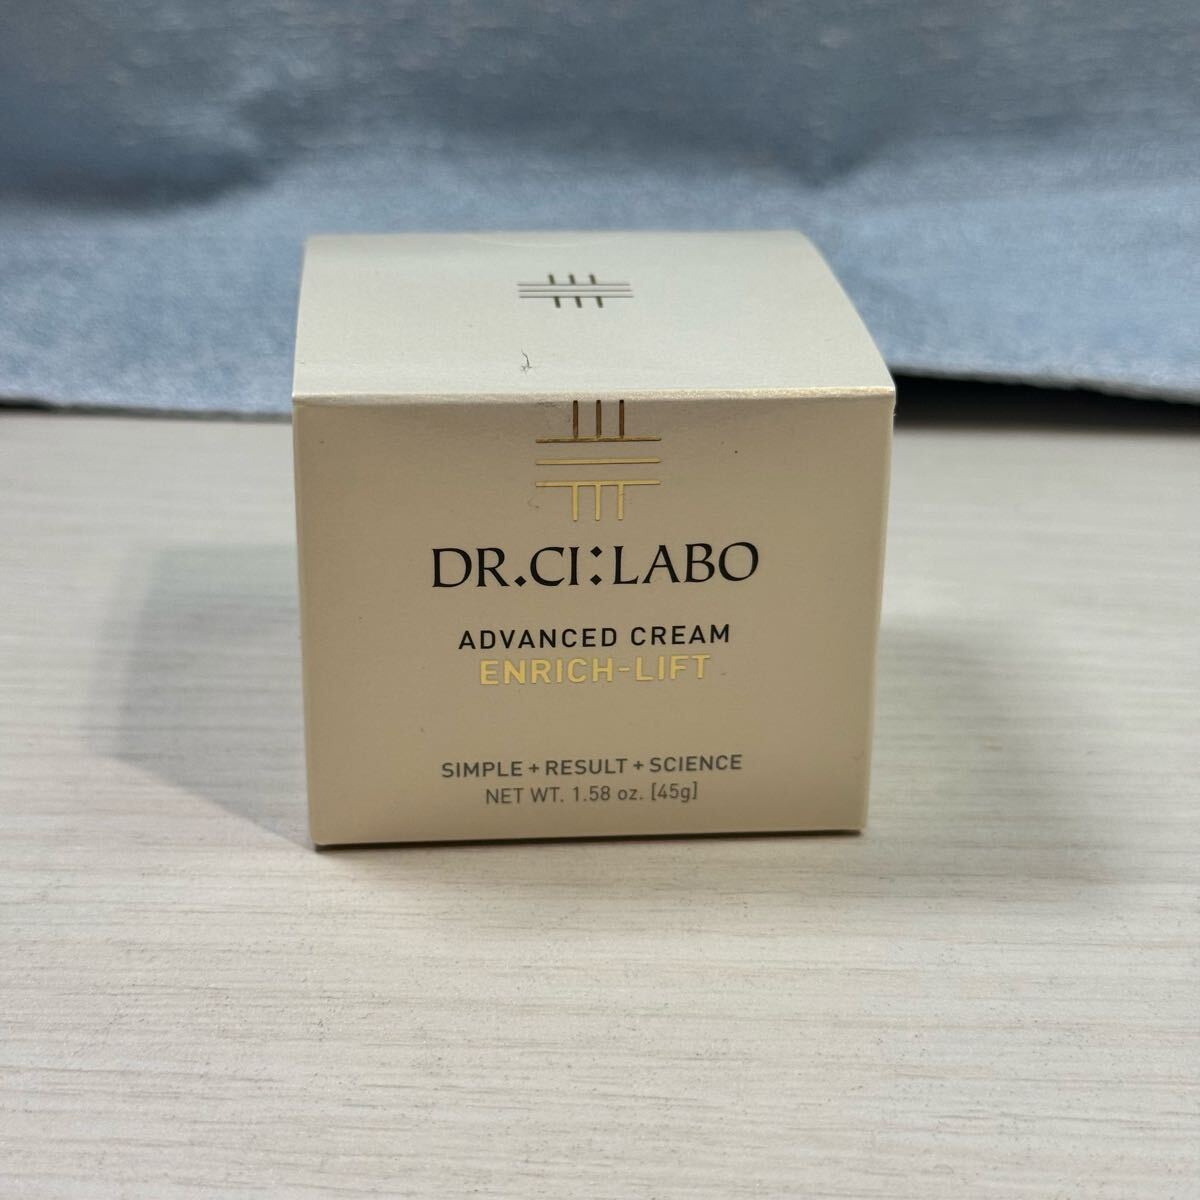 DR.CI:LABO
ADVANCED CREAM
ENRICH-LIFT
SIMPLE + RESULT + SCIENCE
NET WT. 1.58 oz. [45g]